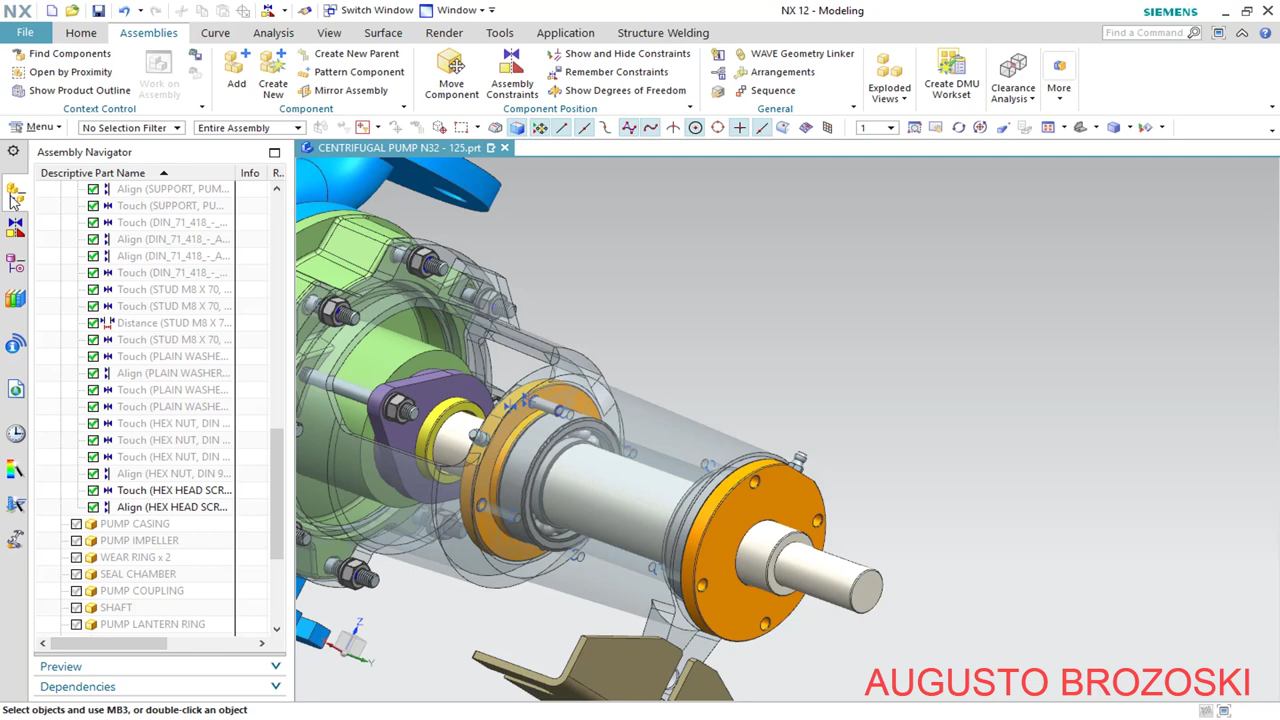 NX
Switch Window
Window
NX 12 - Modeling
SIEMENS
File
Home
Assemblies
Curve
Analysis
View
Surface
Render
Tools
Application
Structure Welding
Find a Command
Find Components
Open by Proximity
Show Product Outline
Work on Assembly
Context Control
Add
Create New
Create New Parent
Pattern Component
Mirror Assembly
Component
Move Component
Assembly Constraints
Show and Hide Constraints
Remember Constraints
Show Degrees of Freedom
Component Position
WAVE Geometry Linker
Arrangements
Sequence
General
Exploded Views
Create DMU Workset
Clearance Analysis
More
Menu
No Selection Filter
Entire Assembly
1
Assembly Navigator
CENTRIFUGAL PUMP N32 - 125.prt
Descriptive Part Name
Info
R..
Align (SUPPORT, PUM...
Touch (SUPPORT, PU...
Touch (DIN_71_418_-_...
Align (DIN_71_418_-_A...
Align (DIN_71_418_-_A...
Touch (DIN_71_418_-_...
Touch (STUD M8 X 70, ...
Touch (STUD M8 X 70, ...
Distance (STUD M8 X 7...
Touch (STUD M8 X 70, ...
Touch (PLAIN WASHE...
Align (PLAIN WASHER...
Touch (PLAIN WASHE...
Touch (PLAIN WASHE...
Touch (HEX NUT, DIN ...
Touch (HEX NUT, DIN ...
Touch (HEX NUT, DIN ...
Align (HEX NUT, DIN 9...
Touch (HEX HEAD SCR...
Align (HEX HEAD SCR...
PUMP CASING
PUMP IMPELLER
WEAR RING x 2
SEAL CHAMBER
PUMP COUPLING
SHAFT
PUMP LANTERN RING
Preview
Dependencies
Z
Y
AUGUSTO BROZOSKI
Select objects and use MB3, or double-click an object